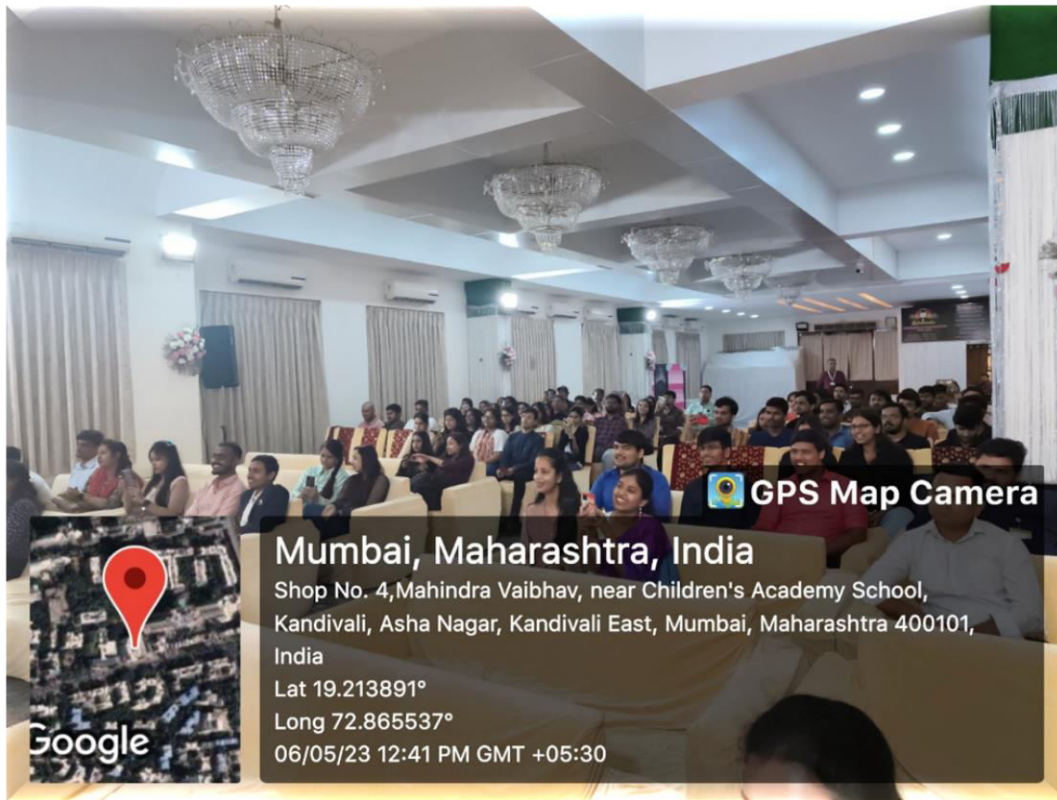 GPS Map Camera
Mumbai, Maharashtra, India
Shop No. 4,Mahindra Vaibhav, near Children's Academy School,
Kandivali, Asha Nagar, Kandivali East, Mumbai, Maharashtra 400101,
India
Lat 19.213891°
Long 72.865537°
06/05/23 12:41 PM GMT +05:30
Google